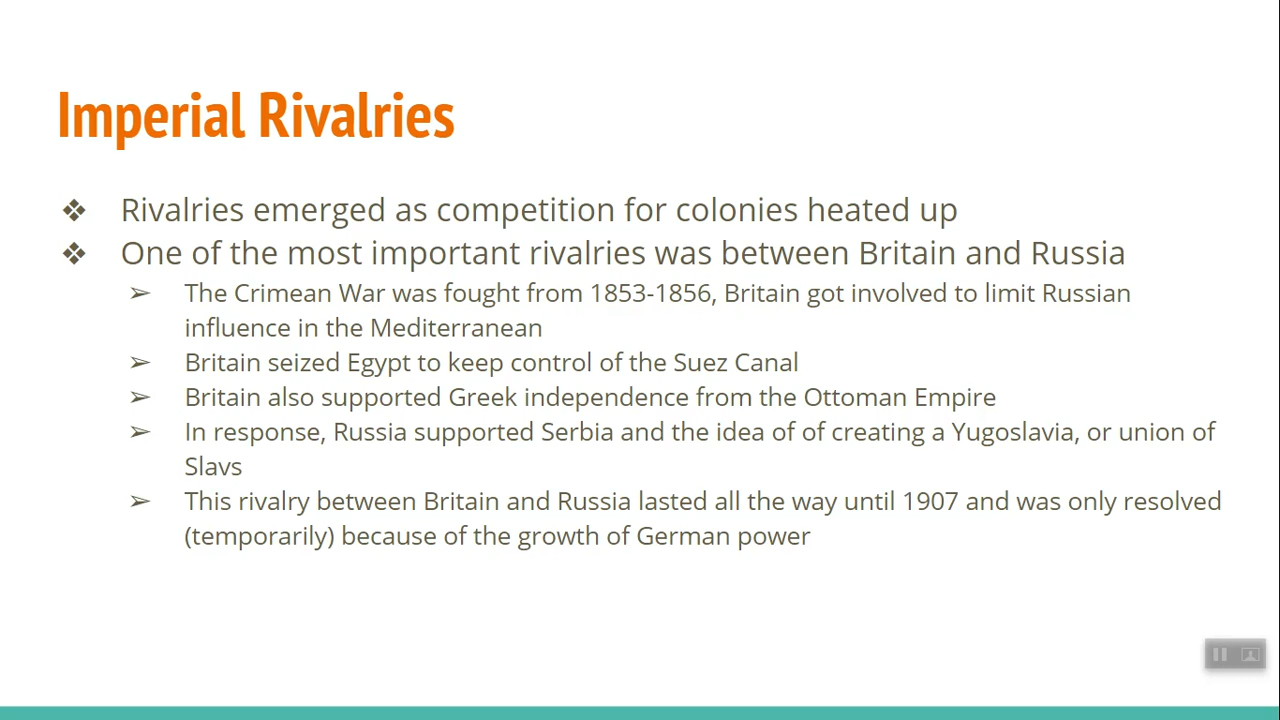 Imperial Rivalries
❖ Rivalries emerged as competition for colonies heated up
❖ One of the most important rivalries was between Britain and Russia
➢ The Crimean War was fought from 1853-1856, Britain got involved to limit Russian
influence in the Mediterranean
➢ Britain seized Egypt to keep control of the Suez Canal
➢ Britain also supported Greek independence from the Ottoman Empire
➢ In response, Russia supported Serbia and the idea of of creating a Yugoslavia, or union of
Slavs
➢ This rivalry between Britain and Russia lasted all the way until 1907 and was only resolved
(temporarily) because of the growth of German power